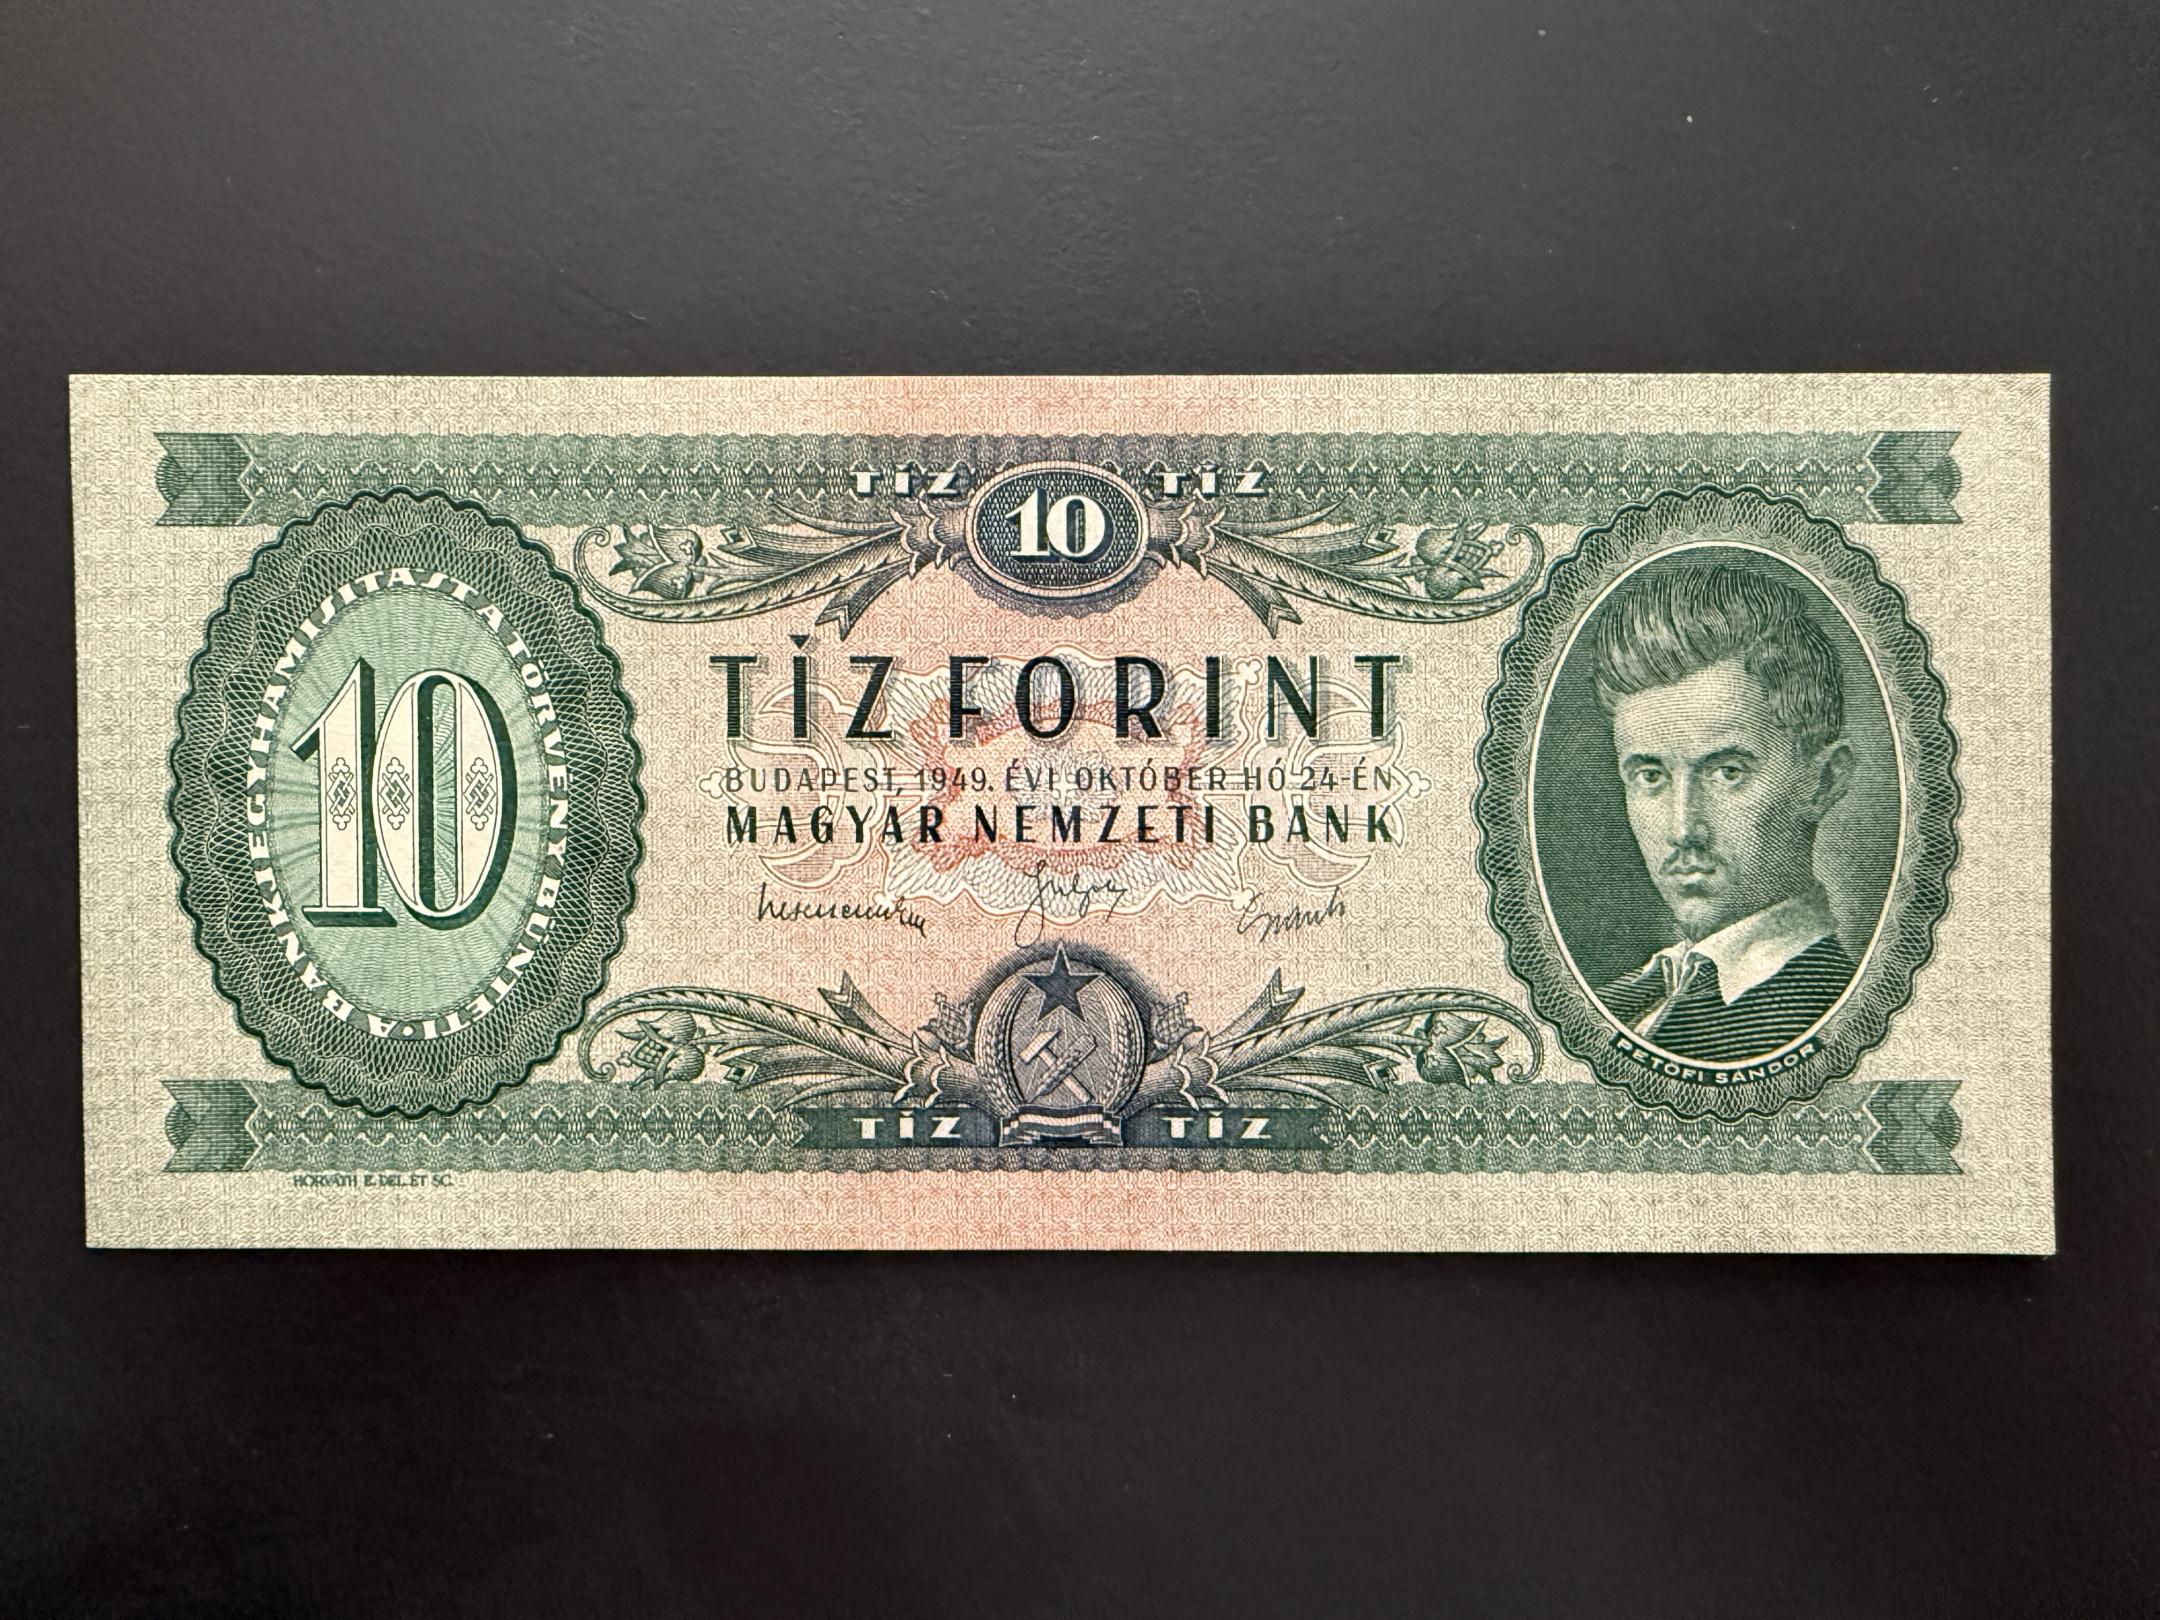 TÍZ 10 TÍZ
A BANKJEGYHAMISÍTÁST A TÖRVÉNY BÜNTETI •
10
TÍZ FORINT
BUDAPEST, 1949. ÉVI OKTÓBER HÓ 24-ÉN
MAGYAR NEMZETI BANK
PETŐFI SÁNDOR
TÍZ TÍZ
HORVÁTH E. DEL. ET SC.